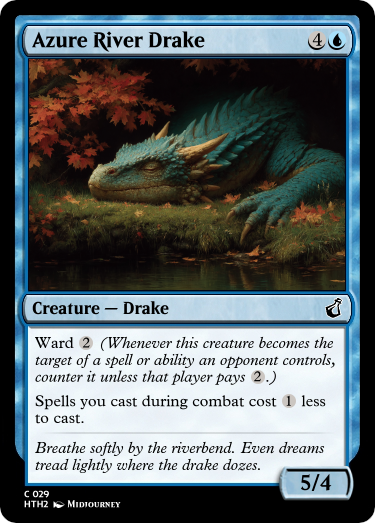 Azure River Drake 4
Creature — Drake
Ward 2 (Whenever this creature becomes the
target of a spell or ability an opponent controls,
counter it unless that player pays 2.)
Spells you cast during combat cost 1 less
to cast.
Breathe softly by the riverbend. Even dreams
tread lightly where the drake dozes.
5/4
C 029
HTH2 Midjourney